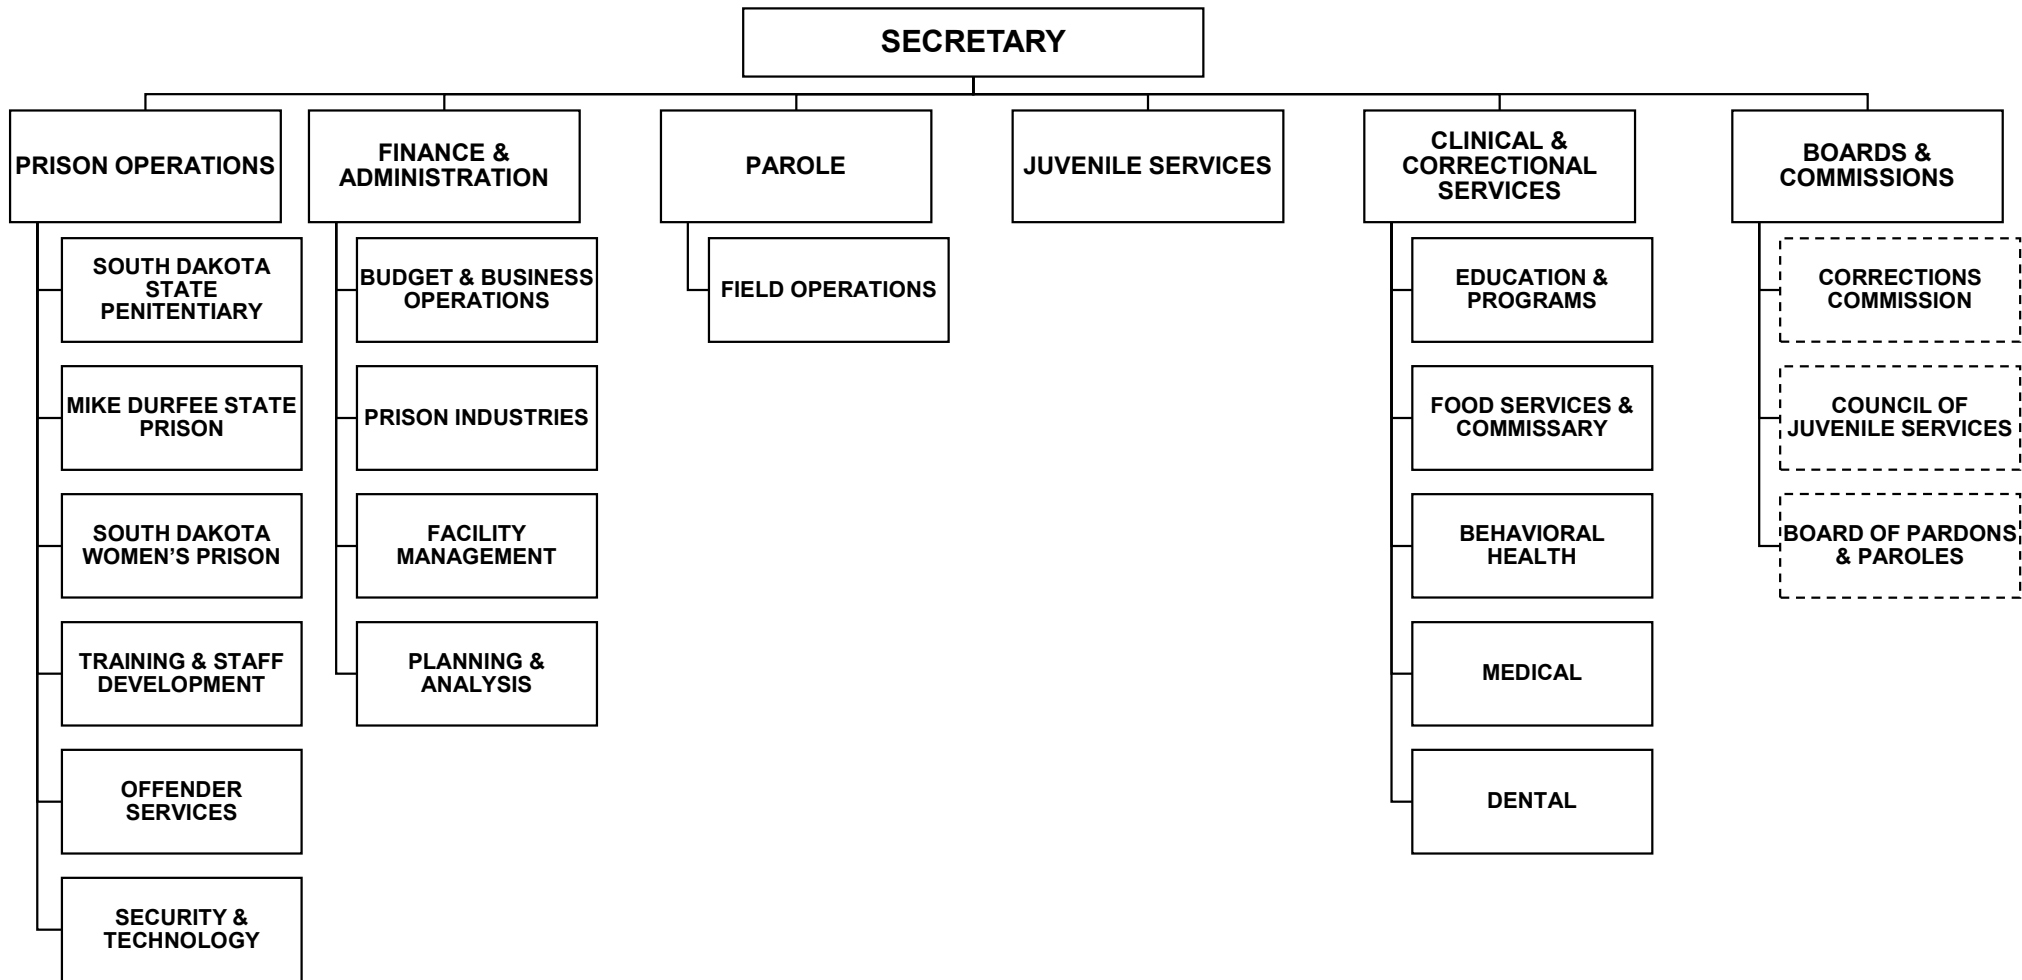 SECRETARY
PRISON OPERATIONS
FINANCE &
ADMINISTRATION
PAROLE
JUVENILE SERVICES
CLINICAL &
CORRECTIONAL
SERVICES
BOARDS &
COMMISSIONS
SOUTH DAKOTA
STATE
PENITENTIARY
MIKE DURFEE STATE
PRISON
SOUTH DAKOTA
WOMEN’S PRISON
TRAINING & STAFF
DEVELOPMENT
OFFENDER
SERVICES
SECURITY &
TECHNOLOGY
BUDGET & BUSINESS
OPERATIONS
PRISON INDUSTRIES
FACILITY
MANAGEMENT
PLANNING &
ANALYSIS
FIELD OPERATIONS
EDUCATION &
PROGRAMS
FOOD SERVICES &
COMMISSARY
BEHAVIORAL
HEALTH
MEDICAL
DENTAL
CORRECTIONS
COMMISSION
COUNCIL OF
JUVENILE SERVICES
BOARD OF PARDONS
& PAROLES